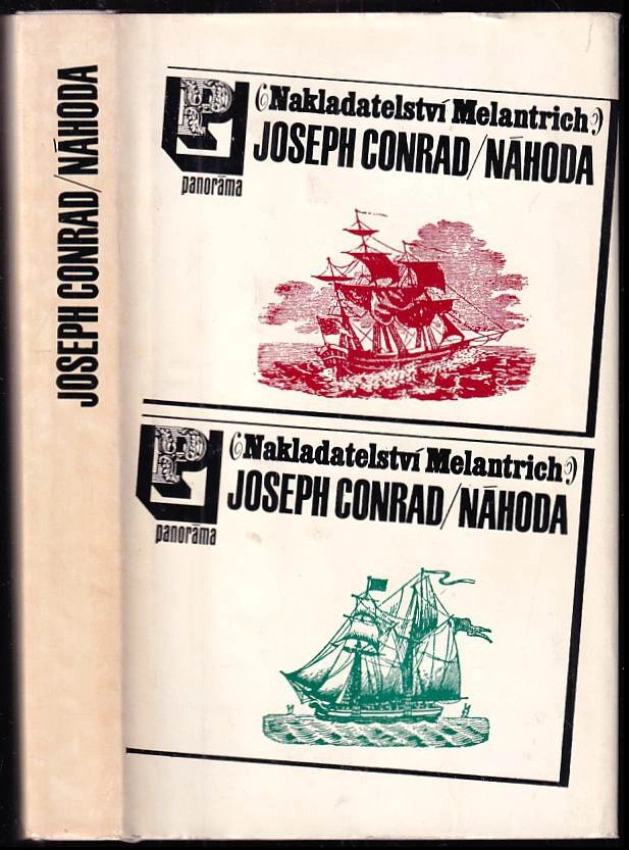 JOSEPH CONRAD/NÁHODA
P
panoráma
Nakladatelství Melantrich
JOSEPH CONRAD/NÁHODA
P
panoráma
Nakladatelství Melantrich
JOSEPH CONRAD/NÁHODA